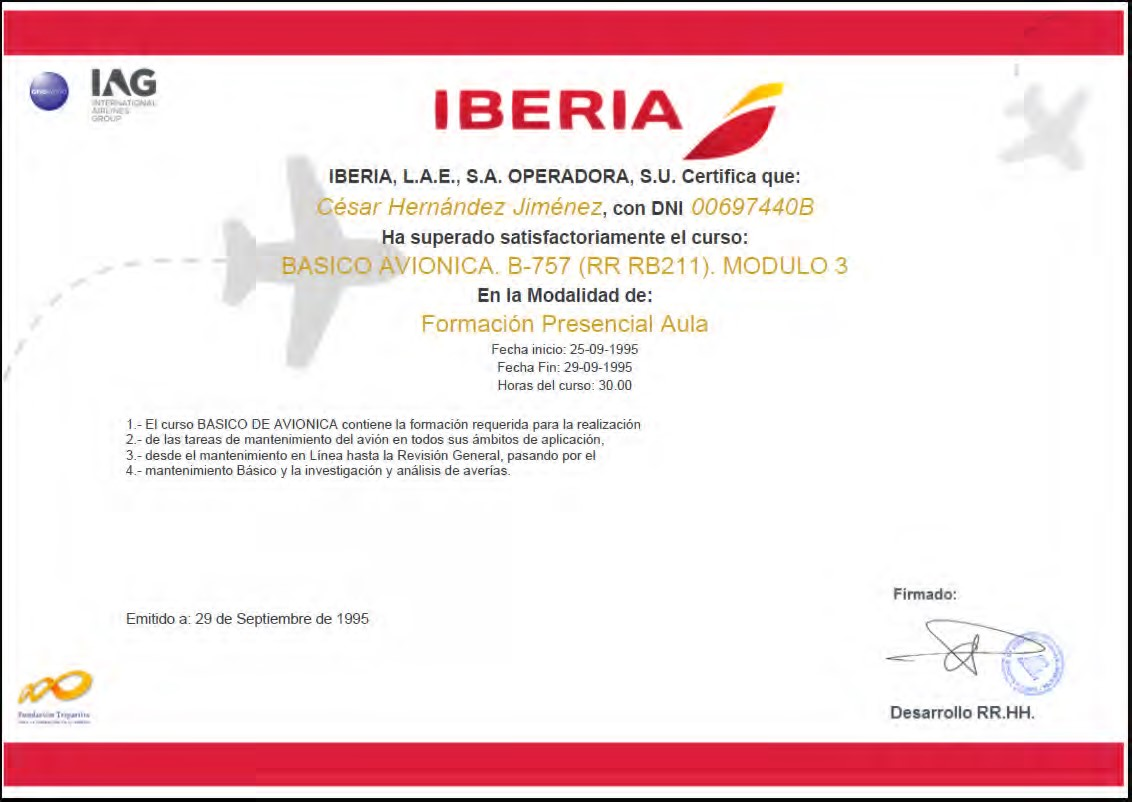 IAG
INTERNATIONAL
AIRLINES
GROUP
IBERIA
IBERIA, L.A.E., S.A. OPERADORA, S.U. Certifica que:
César Hernández Jiménez, con DNI 00697440B
Ha superado satisfactoriamente el curso:
BASICO AVIONICA. B-757 (RR RB211). MODULO 3
En la Modalidad de:
Formación Presencial Aula
Fecha inicio: 25-09-1995
Fecha Fin: 29-09-1995
Horas del curso: 30.00
1.- El curso BASICO DE AVIONICA contiene la formación requerida para la realización
2.- de las tareas de mantenimiento del avión en todos sus ámbitos de aplicación,
3.- desde el mantenimiento en Línea hasta la Revisión General, pasando por el
4.- mantenimiento Básico y la investigación y análisis de averías.
Firmado:
Emitido a: 29 de Septiembre de 1995
Fundación Tripartita
Desarrollo RR.HH.